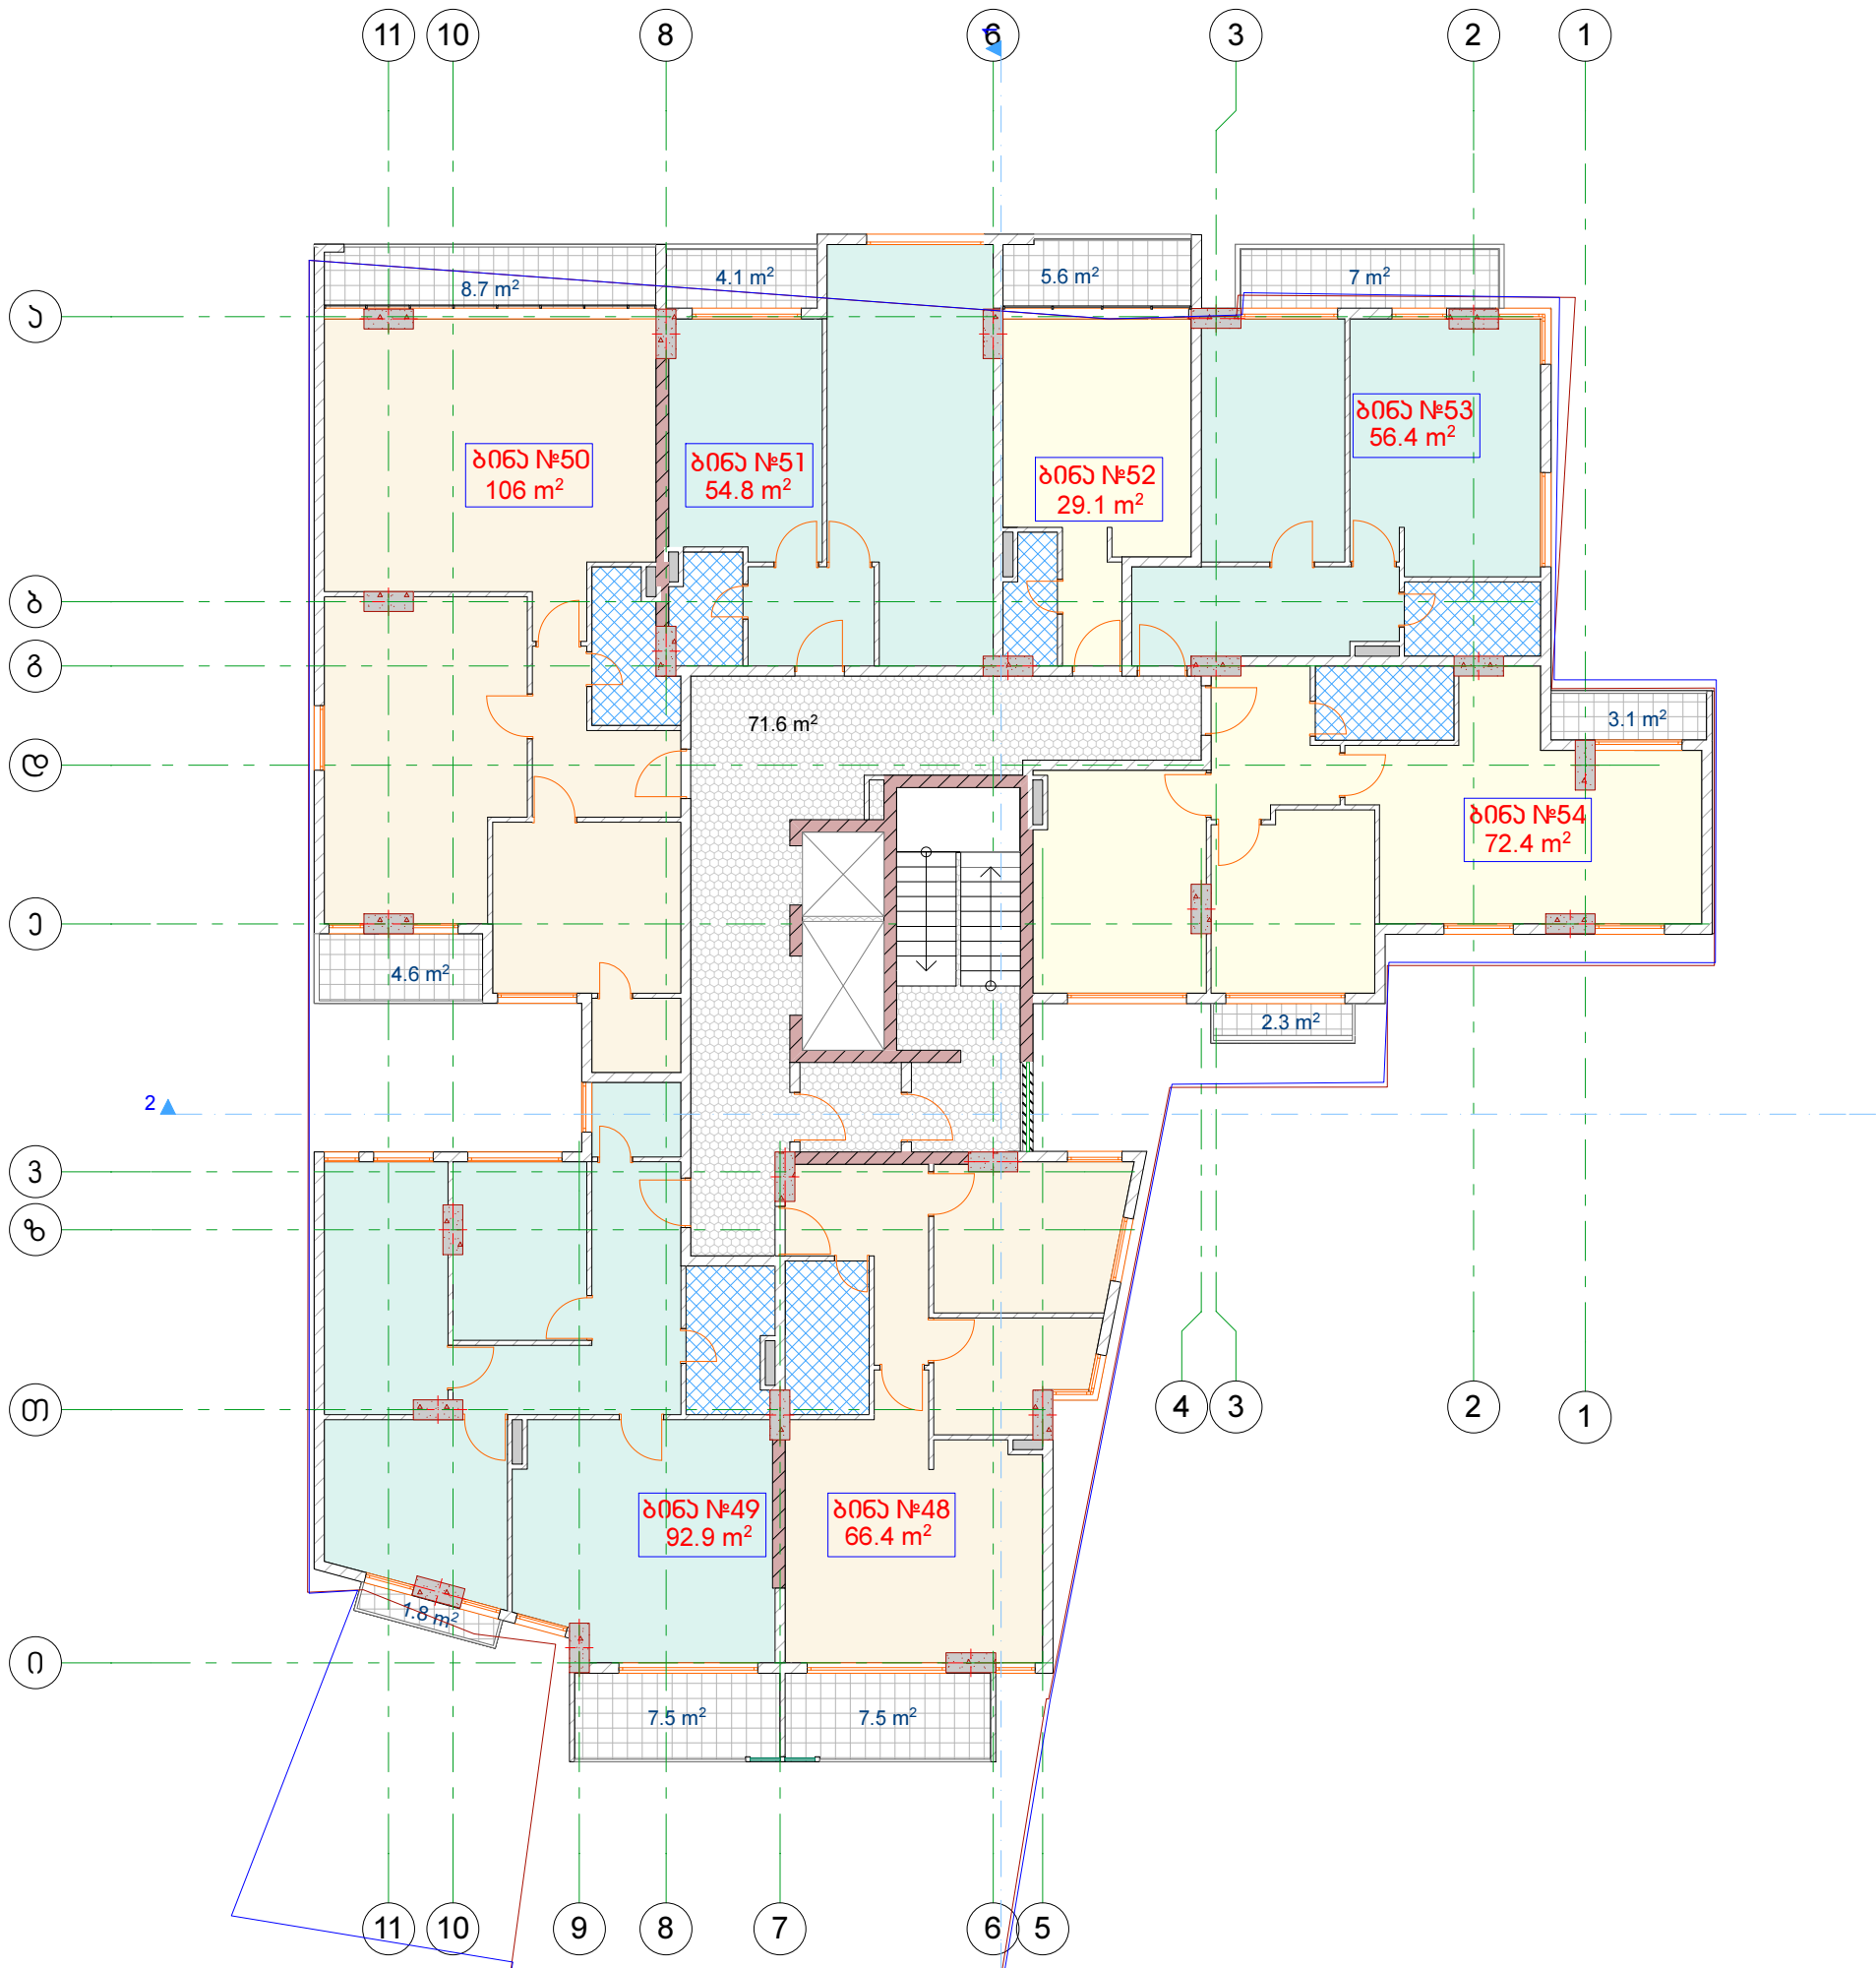 11 10 8 6 3 2 1
8.7 m²
4.1 m²
5.6 m²
7 m²
ა
ბინა №50
106 m²
ბინა №51
54.8 m²
ბინა №52
29.1 m²
ბინა №53
56.4 m²
ბ
გ
71.6 m²
3.1 m²
დ
ბინა №54
72.4 m²
ე
4.6 m²
2.3 m²
2
ვ
ზ
თ
4 3 2 1
ბინა №49
92.9 m²
ბინა №48
66.4 m²
1.8 m²
ი
7.5 m²
7.5 m²
11 10 9 8 7 6 5